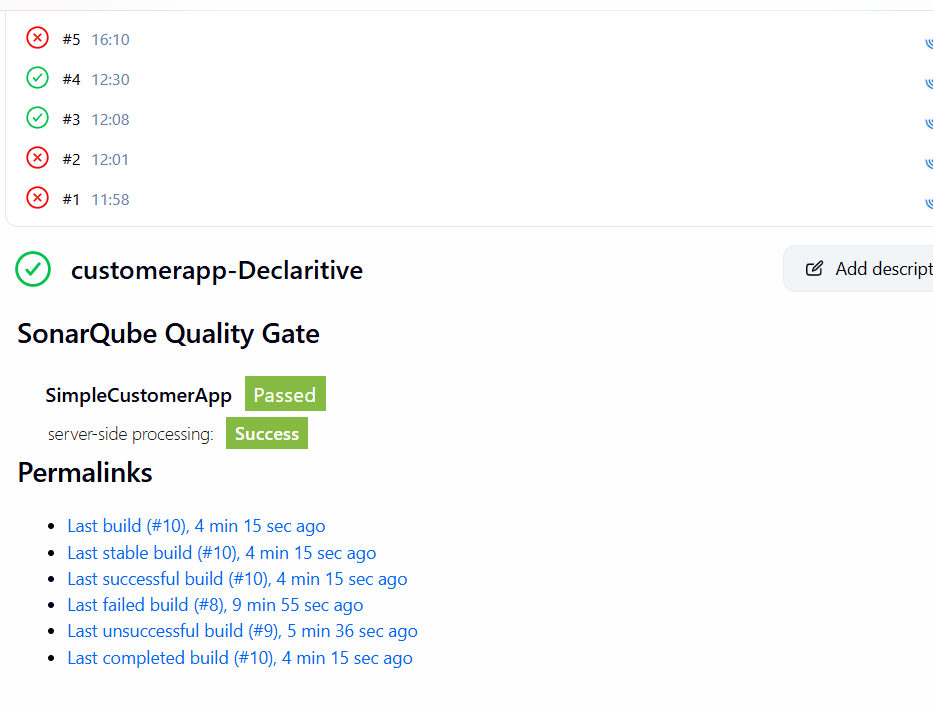 #5 16:10
#4 12:30
#3 12:08
#2 12:01
#1 11:58
customerapp-Declaritive
Add descript
SonarQube Quality Gate
SimpleCustomerApp Passed
server-side processing: Success
Permalinks
Last build (#10), 4 min 15 sec ago
Last stable build (#10), 4 min 15 sec ago
Last successful build (#10), 4 min 15 sec ago
Last failed build (#8), 9 min 55 sec ago
Last unsuccessful build (#9), 5 min 36 sec ago
Last completed build (#10), 4 min 15 sec ago